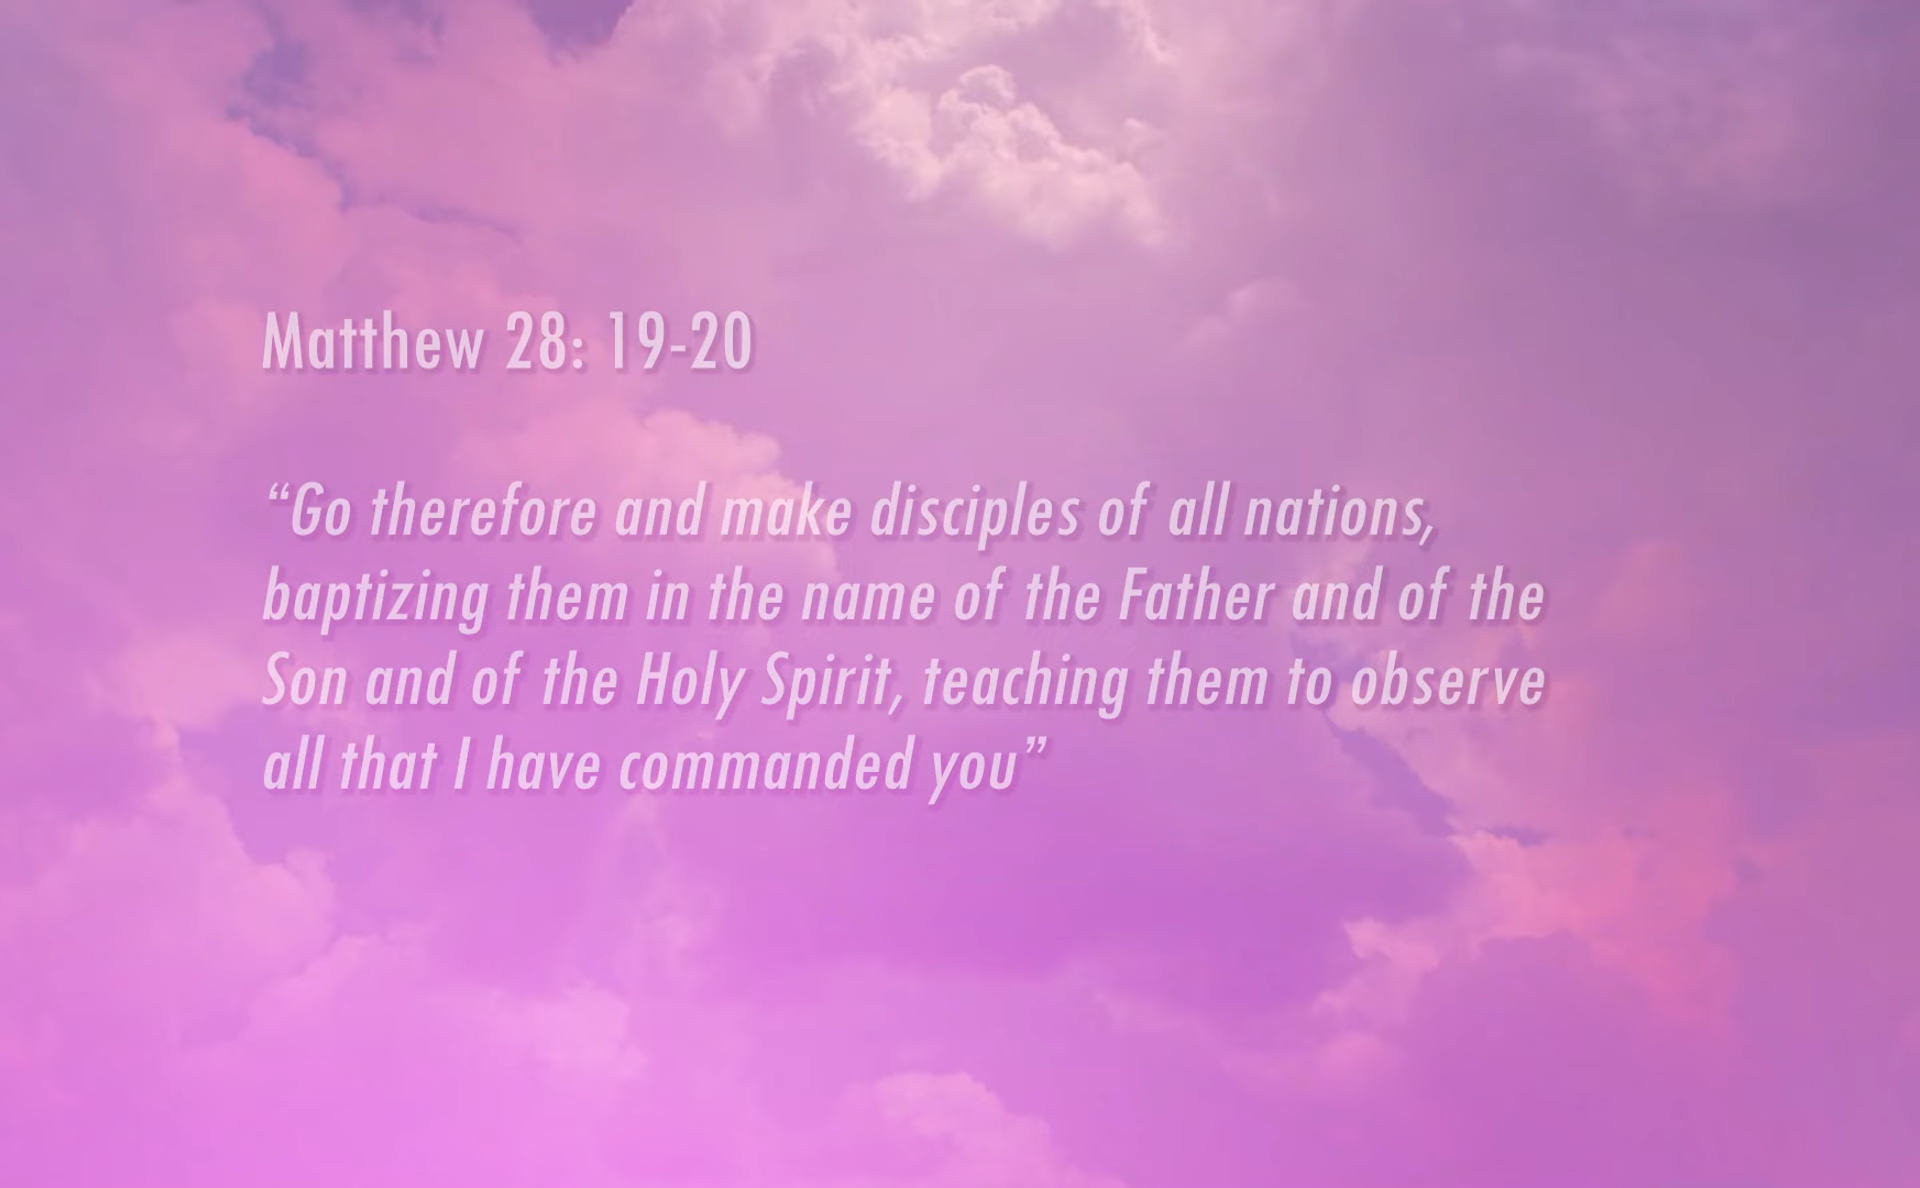 Matthew 28: 19-20
“Go therefore and make disciples of all nations,
baptizing them in the name of the Father and of the
Son and of the Holy Spirit, teaching them to observe
all that I have commanded you”